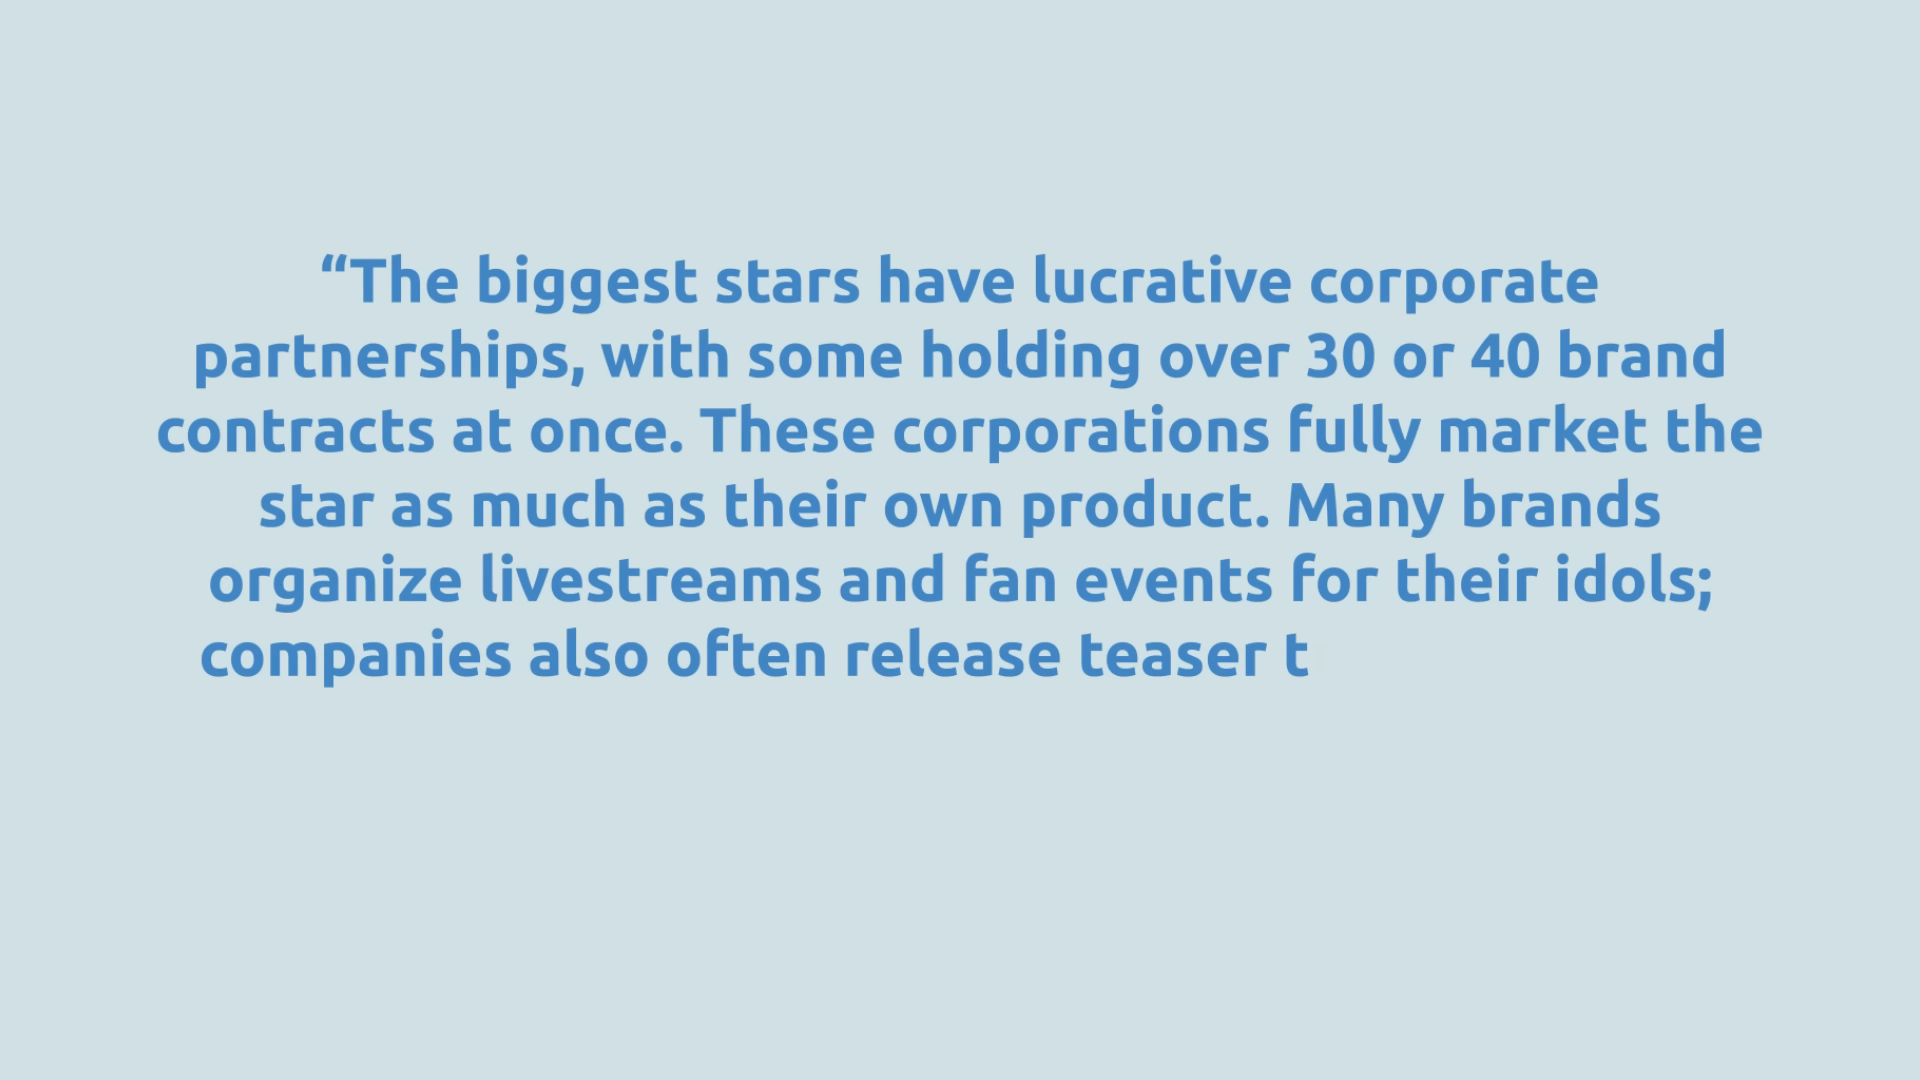 “The biggest stars have lucrative corporate
partnerships, with some holding over 30 or 40 brand
contracts at once. These corporations fully market the
star as much as their own product. Many brands
organize livestreams and fan events for their idols;
companies also often release teaser t